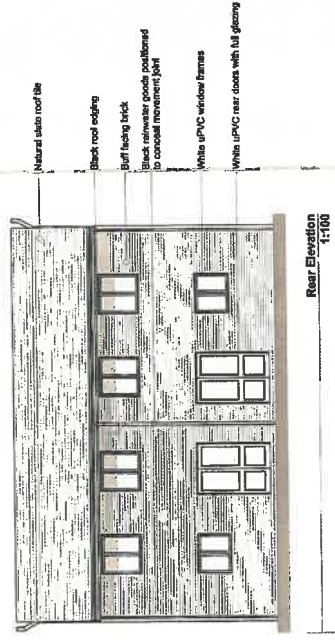 Natural slate roof tile
Black roof edging
Buff facing brick
Black rainwater goods positioned
to conceal movement joint
White uPVC window frames
White uPVC rear doors with full glazing
Rear Elevation
1:100